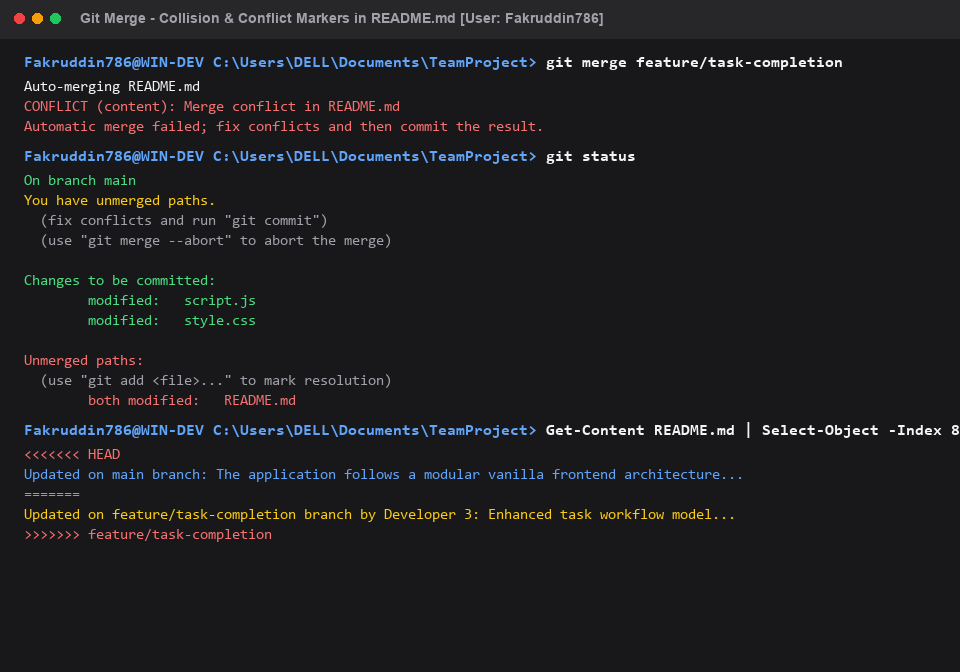 Git Merge - Collision & Conflict Markers in README.md [User: Fakruddin786]
Fakruddin786@WIN-DEV C:\Users\DELL\Documents\TeamProject> git merge feature/task-completion
Auto-merging README.md
CONFLICT (content): Merge conflict in README.md
Automatic merge failed; fix conflicts and then commit the result.
Fakruddin786@WIN-DEV C:\Users\DELL\Documents\TeamProject> git status
On branch main
You have unmerged paths.
  (fix conflicts and run "git commit")
  (use "git merge --abort" to abort the merge)
Changes to be committed:
        modified:   script.js
        modified:   style.css
Unmerged paths:
  (use "git add <file>..." to mark resolution)
        both modified:   README.md
Fakruddin786@WIN-DEV C:\Users\DELL\Documents\TeamProject> Get-Content README.md | Select-Object -Index 8
<<<<<<< HEAD
Updated on main branch: The application follows a modular vanilla frontend architecture...
=======
Updated on feature/task-completion branch by Developer 3: Enhanced task workflow model...
>>>>>>> feature/task-completion